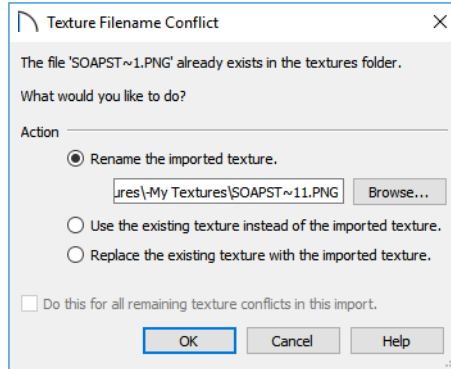 Texture Filename Conflict
The file 'SOAPST~1.PNG' already exists in the textures folder.
What would you like to do?
Action
Rename the imported texture.
ures\-My Textures\SOAPST~11.PNG Browse...
Use the existing texture instead of the imported texture.
Replace the existing texture with the imported texture.
Do this for all remaining texture conflicts in this import.
OK Cancel Help